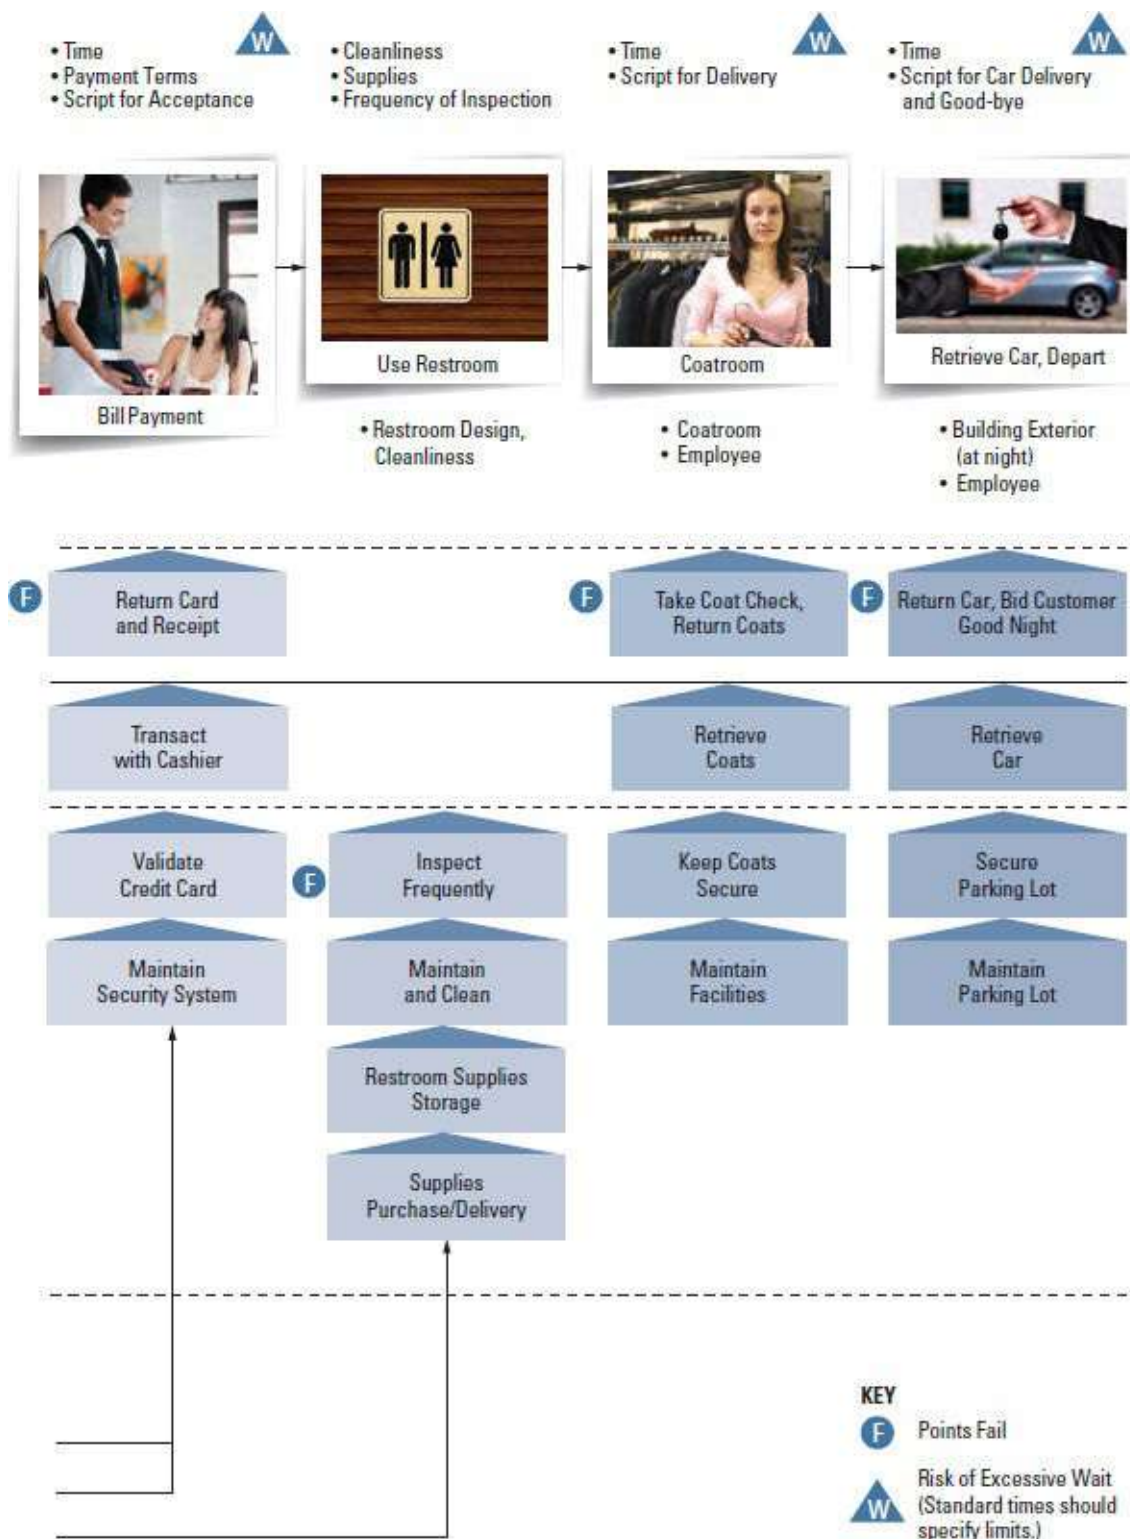 W
W
W
• Time
• Payment Terms
• Script for Acceptance
• Cleanliness
• Supplies
• Frequency of Inspection
• Time
• Script for Delivery
• Time
• Script for Car Delivery
and Good-bye
Bill Payment
Use Restroom
Coatroom
Retrieve Car, Depart
• Restroom Design,
Cleanliness
• Coatroom
• Employee
• Building Exterior
(at night)
• Employee
F
Return Card
and Receipt
F
Take Coat Check,
Return Coats
F
Return Car, Bid Customer
Good Night
Transact
with Cashier
Retrieve
Coats
Retrieve
Car
Validate
Credit Card
F
Inspect
Frequently
Keep Coats
Secure
Secure
Parking Lot
Maintain
Security System
Maintain
and Clean
Maintain
Facilities
Maintain
Parking Lot
Restroom Supplies
Storage
Supplies
Purchase/Delivery
KEY
F
Points Fail
W
Risk of Excessive Wait
(Standard times should
specify limits.)